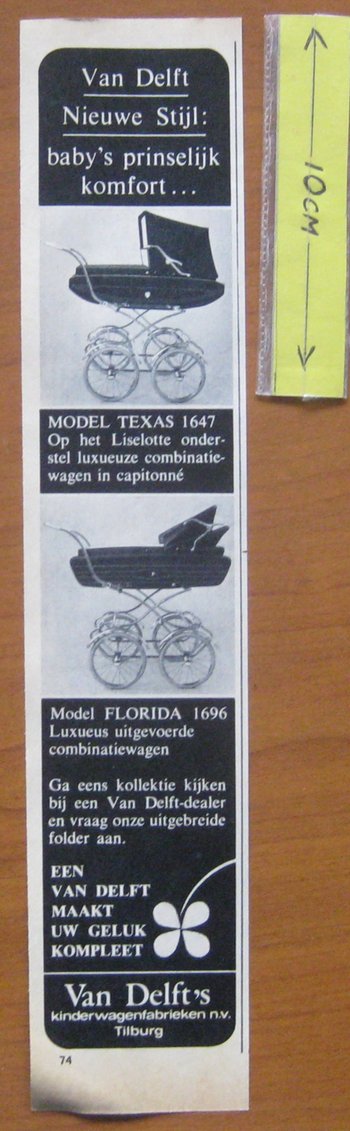 Van Delft
Nieuwe Stijl:
baby's prinselijk
komfort...
MODEL TEXAS 1647
Op het Liselotte onder-
stel luxueuze combinatie-
wagen in capitonné
Model FLORIDA 1696
Luxueus uitgevoerde
combinatiewagen
Ga eens kollektie kijken
bij een Van Delft-dealer
en vraag onze uitgebreide
folder aan.
EEN
VAN DELFT
MAAKT
UW GELUK
KOMPLEET
Van Delft's
kinderwagenfabrieken n.v.
Tilburg
74
10CM